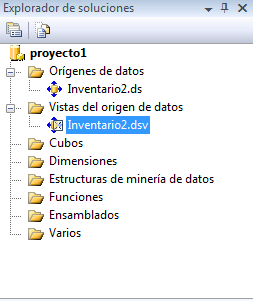 Explorador de soluciones
proyecto1
Orígenes de datos
Inventario2.ds
Vistas del origen de datos
Inventario2.dsv
Cubos
Dimensiones
Estructuras de minería de datos
Funciones
Ensamblados
Varios